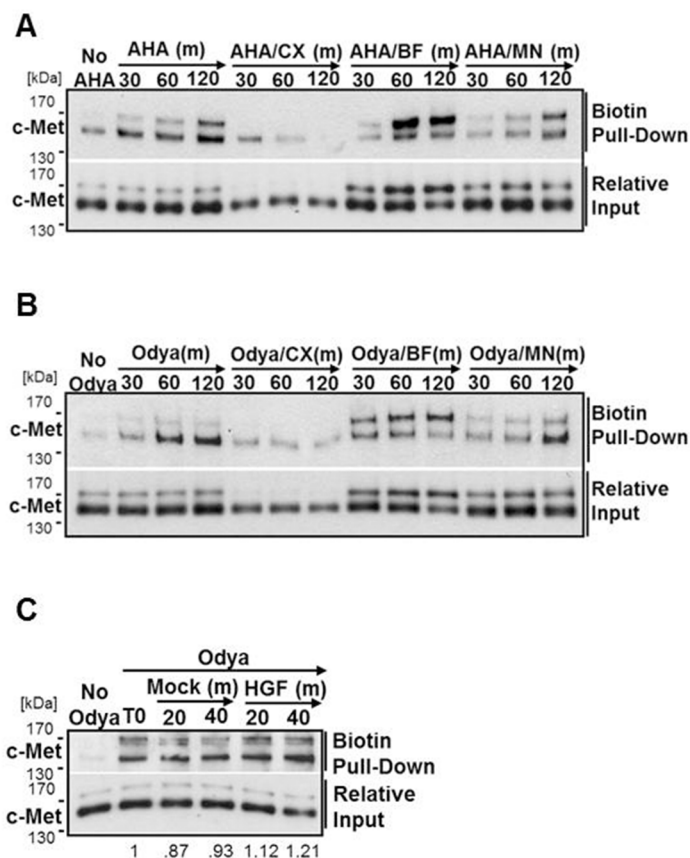 A
No AHA (m) AHA/CX (m) AHA/BF (m) AHA/MN (m)
[kDa] AHA 30 60 120 30 60 120 30 60 120 30 60 120
170
c-Met
130
Biotin
Pull-Down
170
c-Met
130
Relative
Input
B
No Odya(m) Odya/CX(m) Odya/BF(m) Odya/MN(m)
[kDa] Odya 30 60 120 30 60 120 30 60 120 30 60 120
170
c-Met
130
Biotin
Pull-Down
170
c-Met
130
Relative
Input
C
Odya
No Mock (m) HGF (m)
[kDa] Odya T0 20 40 20 40
170
c-Met
130
Biotin
Pull-Down
170
c-Met
130
Relative
Input
1 .87 .93 1.12 1.21